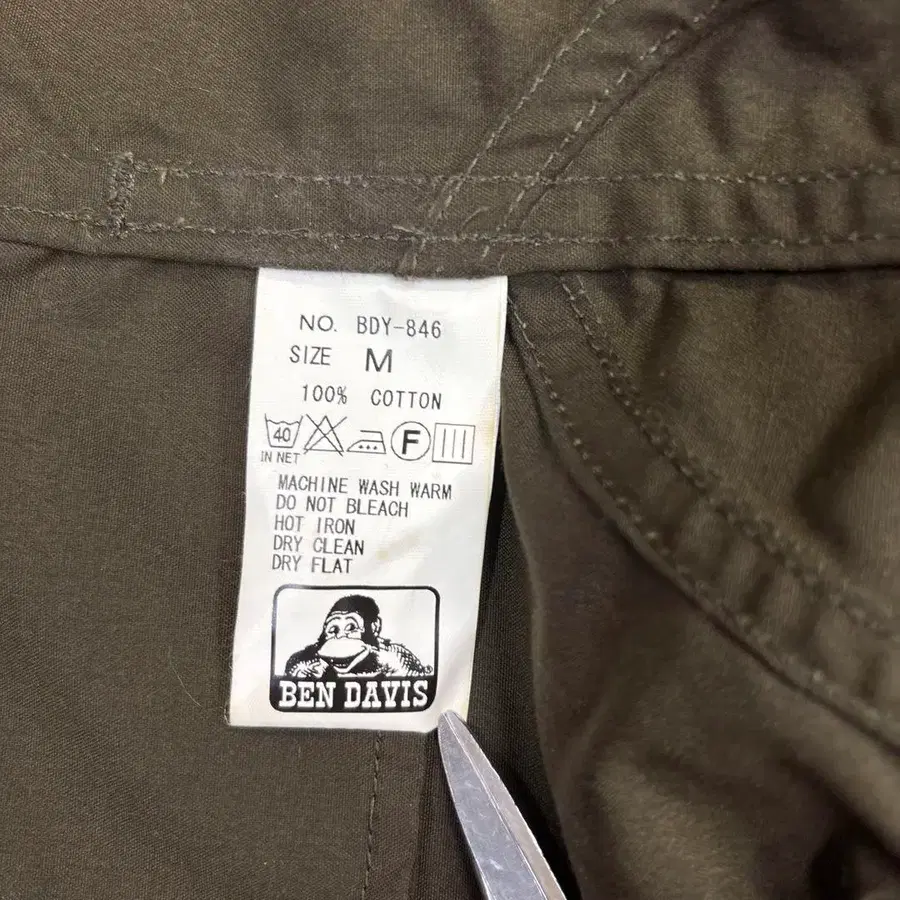 NO. BDY-846
SIZE M
100% COTTON
40 F
IN NET
MACHINE WASH WARM
DO NOT BLEACH
HOT IRON
DRY CLEAN
DRY FLAT
BEN DAVIS